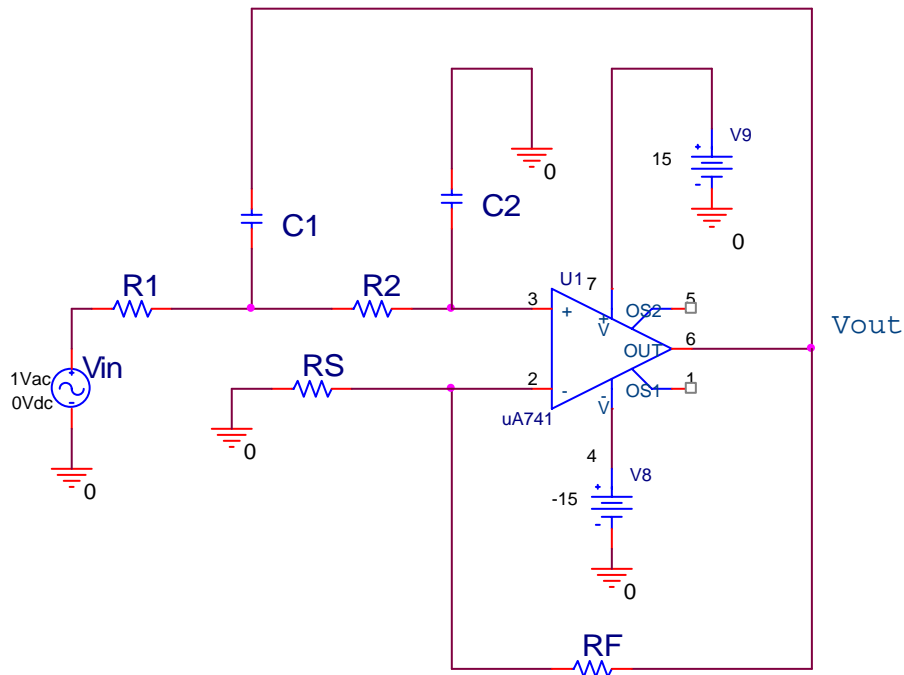 V9
15
0
0
C2
C1
R1
R2
U1
7
5
3
+
+
V
OS2
OUT
6
Vout
Vin
+
1Vac
0Vdc
-
RS
2
-
-
V
OS1
1
uA741
0
0
4
V8
+
-15
-
0
+
-
RF